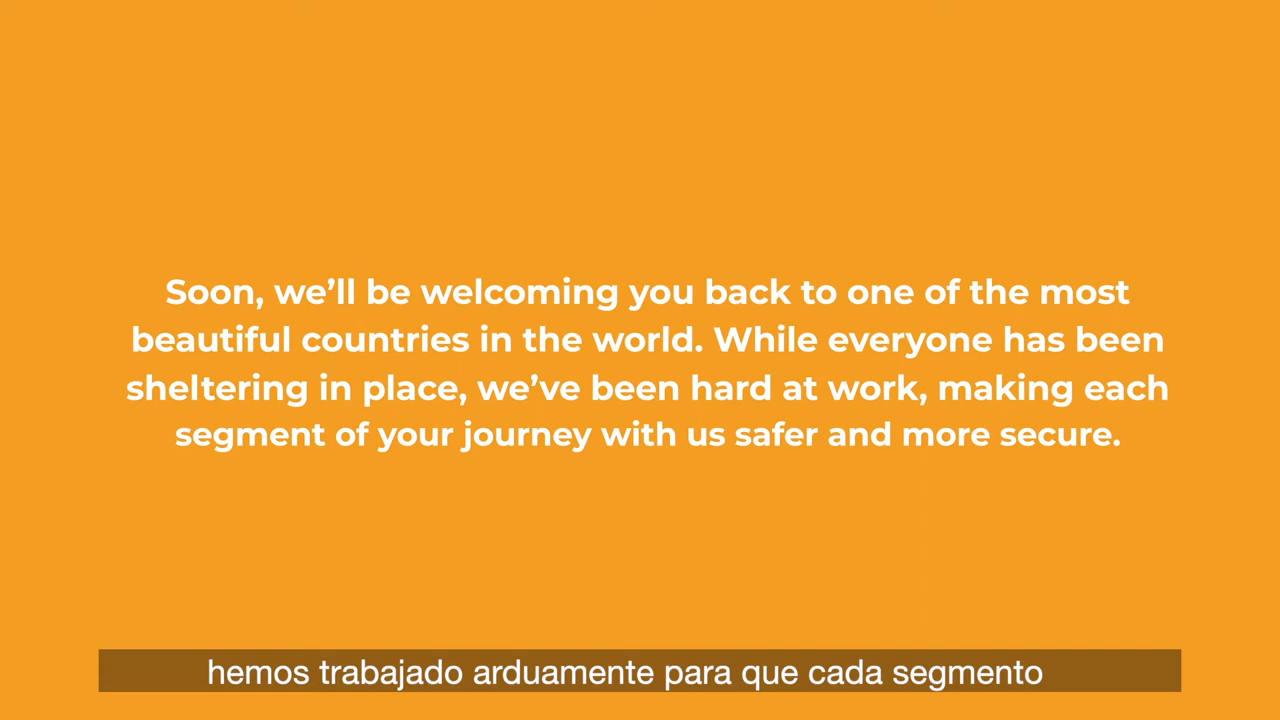 Soon, we’ll be welcoming you back to one of the most
beautiful countries in the world. While everyone has been
sheltering in place, we’ve been hard at work, making each
segment of your journey with us safer and more secure.
hemos trabajado arduamente para que cada segmento